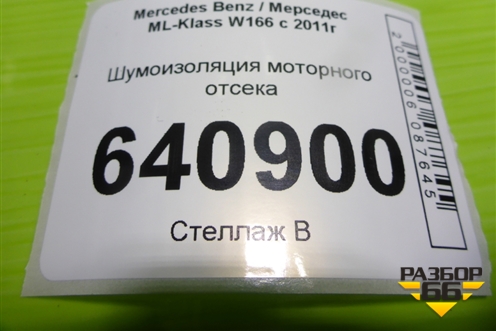 Mercedes Benz / Мерседес
ML-Klass W166 с 2011г
Шумоизоляция моторного
отсека
640900
Стеллаж В
2000006087645
РАЗБОР
66